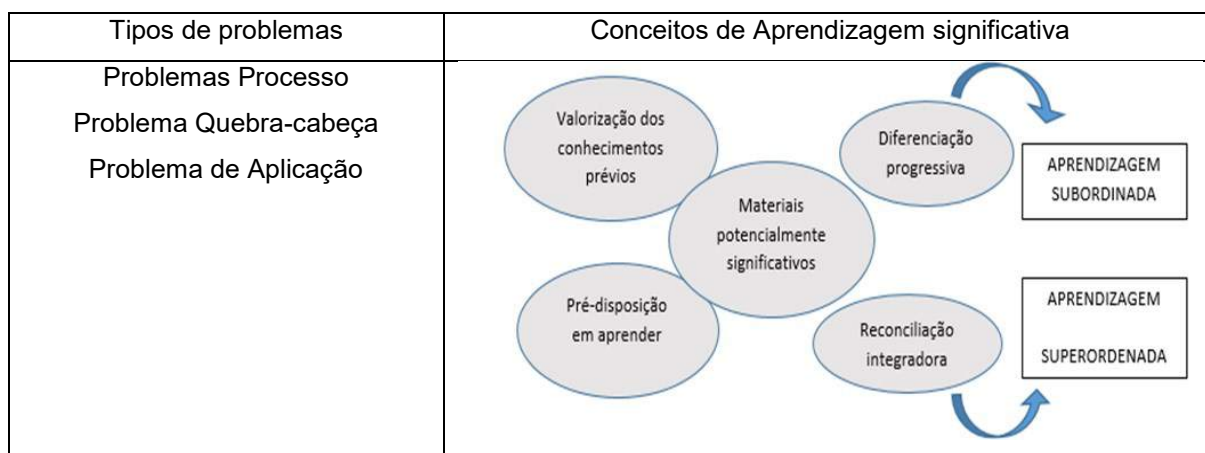 Tipos de problemas
Conceitos de Aprendizagem significativa
Problemas Processo
Problema Quebra-cabeça
Problema de Aplicação
Valorização dos
conhecimentos
prévios
Diferenciação
progressiva
APRENDIZAGEM
SUBORDINADA
Materiais
potencialmente
significativos
Pré-disposição
em aprender
Reconciliação
integradora
APRENDIZAGEM
SUPERORDENADA